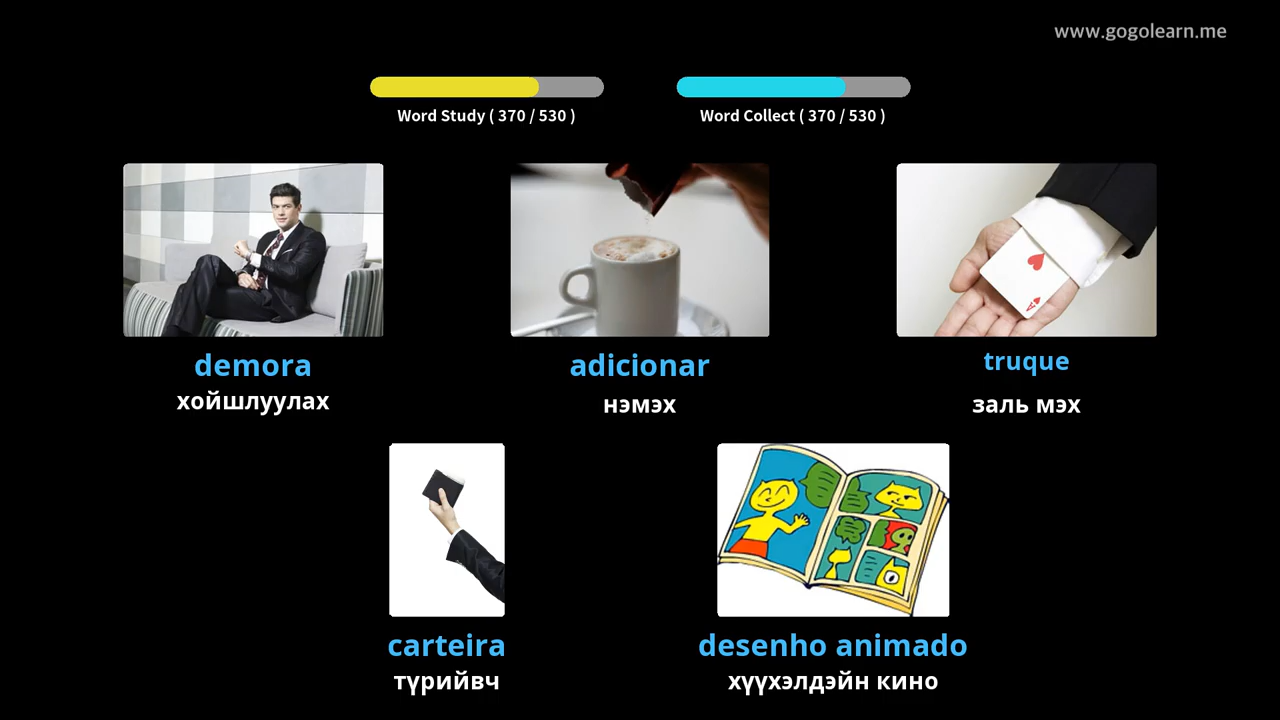 www.gogolearn.me
Word Study ( 370 / 530 )
Word Collect ( 370 / 530 )
demora
хойшлуулах
adicionar
нэмэх
truque
заль мэх
carteira
түрийвч
desenho animado
хүүхэлдэйн кино